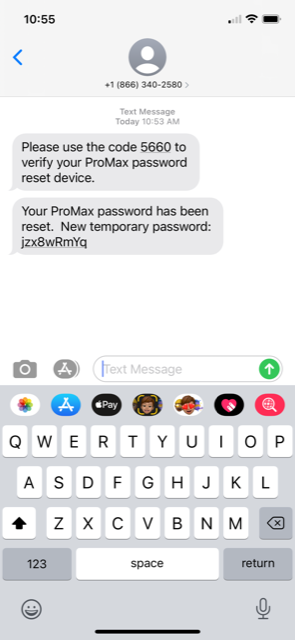 10:55
+1 (866) 340-2580 >
Text Message
Today 10:53 AM
Please use the code 5660 to
verify your ProMax password
reset device.
Your ProMax password has been
reset.  New temporary password:
jzx8wRmYq
Text Message
Pay
Q W E R T Y U I O P
A S D F G H J K L
Z X C V B N M
123 space return